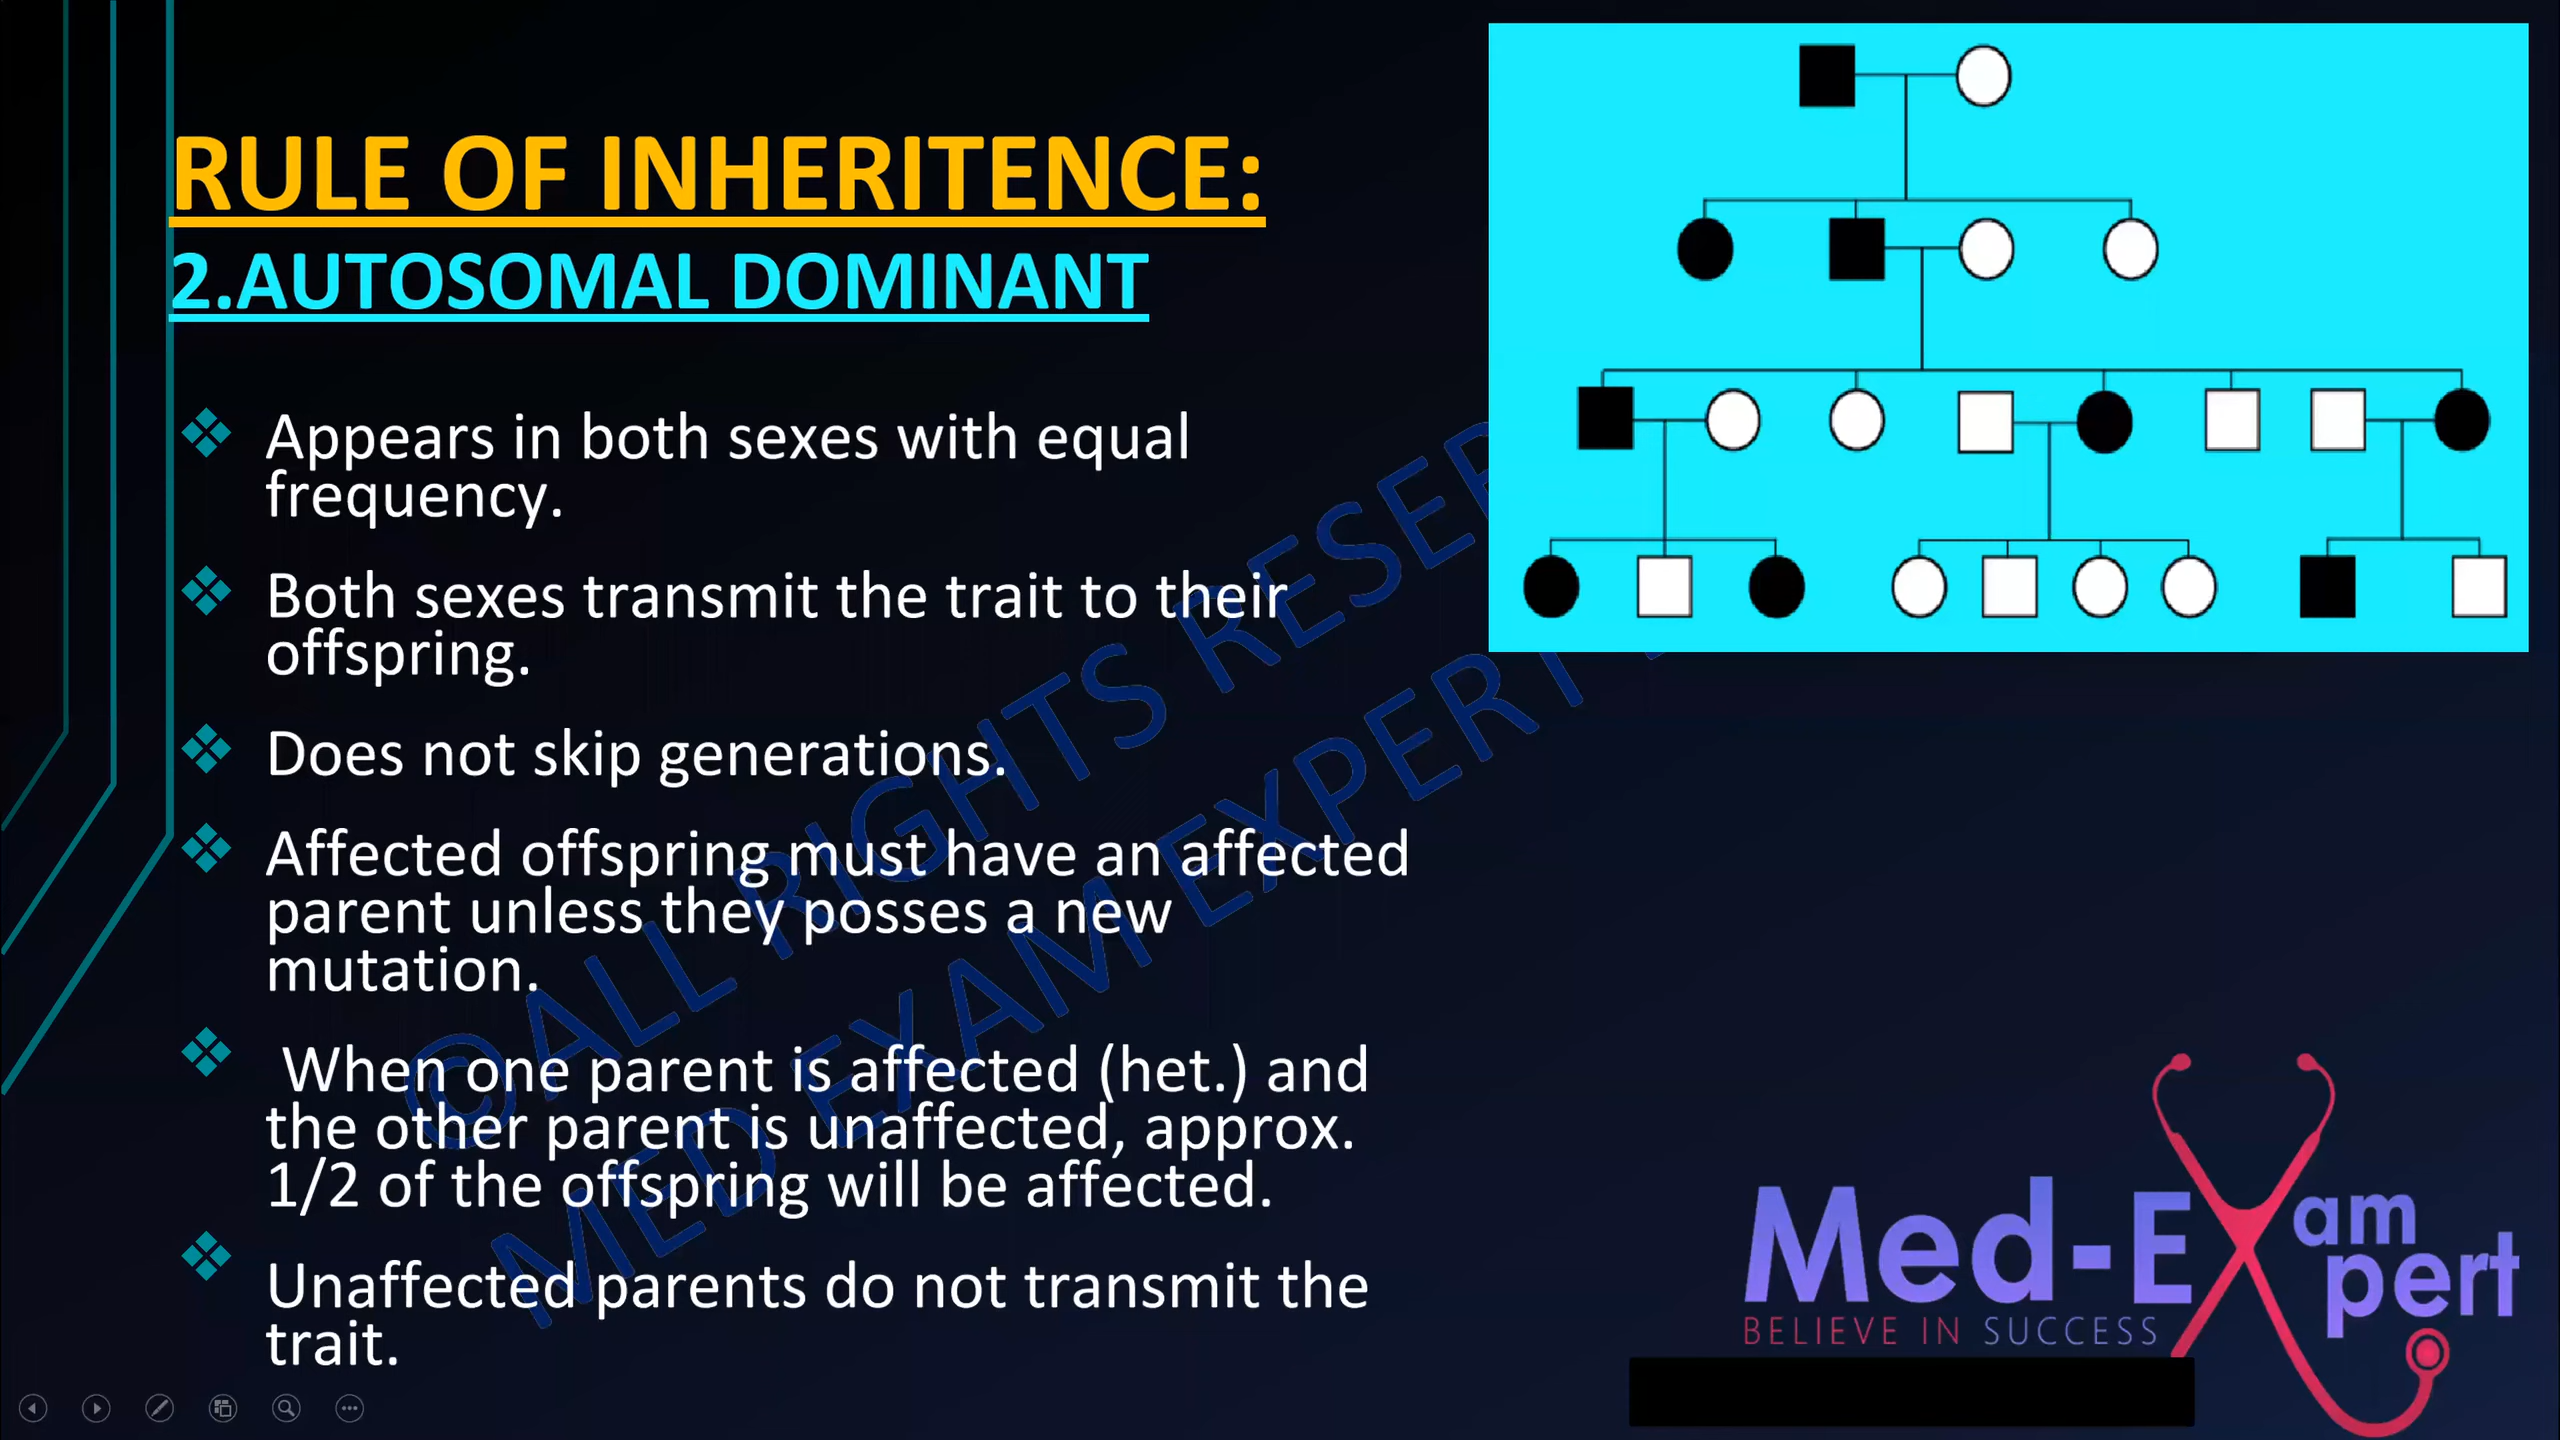 RULE OF INHERITENCE:
2.AUTOSOMAL DOMINANT
Appears in both sexes with equal
frequency.
Both sexes transmit the trait to their
offspring.
Does not skip generations.
Affected offspring must have an affected
parent unless they posses a new
mutation.
When one parent is affected (het.) and
the other parent is unaffected, approx.
1/2 of the offspring will be affected.
Unaffected parents do not transmit the
trait.
©ALL RIGHTS RESER
MED EXAM EXPERT
Med-Exam
xpert
BELIEVE IN SUCCESS